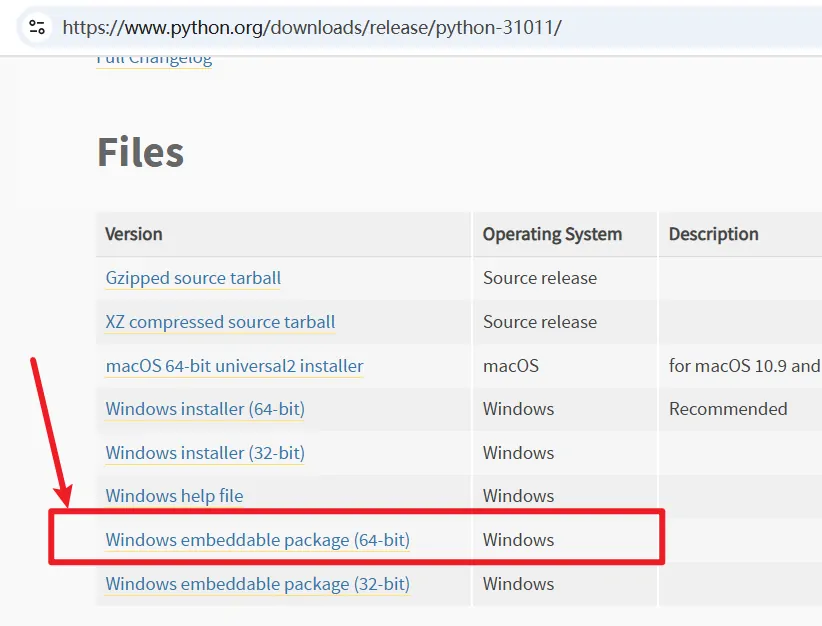 https://www.python.org/downloads/release/python-31011/
Full Changelog
Files
Version Operating System Description
Gzipped source tarball Source release
XZ compressed source tarball Source release
macOS 64-bit universal2 installer macOS for macOS 10.9 and
Windows installer (64-bit) Windows Recommended
Windows installer (32-bit) Windows
Windows help file Windows
Windows embeddable package (64-bit) Windows
Windows embeddable package (32-bit) Windows